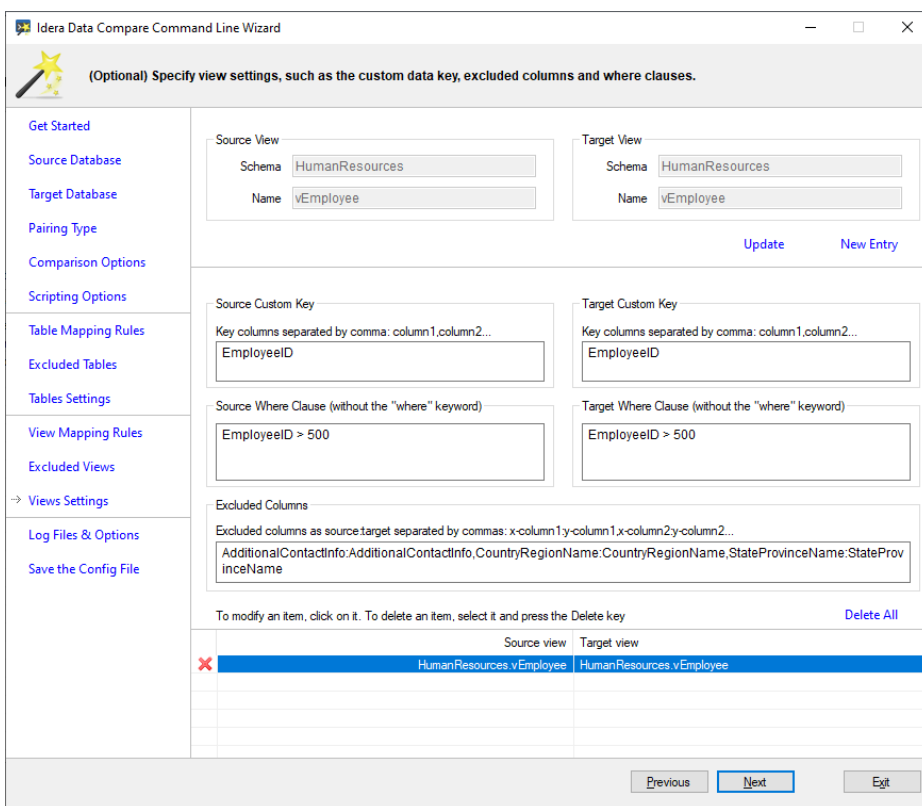 Idera Data Compare Command Line Wizard
(Optional) Specify view settings, such as the custom data key, excluded columns and where clauses.
Get Started
Source Database
Target Database
Pairing Type
Comparison Options
Scripting Options
Table Mapping Rules
Excluded Tables
Tables Settings
View Mapping Rules
Excluded Views
Views Settings
Log Files & Options
Save the Config File
Source View
Schema HumanResources
Name vEmployee
Target View
Schema HumanResources
Name vEmployee
Update New Entry
Source Custom Key
Key columns separated by comma: column1,column2...
EmployeeID
Target Custom Key
Key columns separated by comma: column1,column2...
EmployeeID
Source Where Clause (without the "where" keyword)
EmployeeID > 500
Target Where Clause (without the "where" keyword)
EmployeeID > 500
Excluded Columns
Excluded columns as source:target separated by commas: x-column1:y-column1,x-column2:y-column2...
AdditionalContactInfo:AdditionalContactInfo,CountryRegionName:CountryRegionName,StateProvinceName:StateProv
inceName
To modify an item, click on it. To delete an item, select it and press the Delete key
Delete All
Source view Target view
HumanResources.vEmployee HumanResources.vEmployee
Previous Next Exit